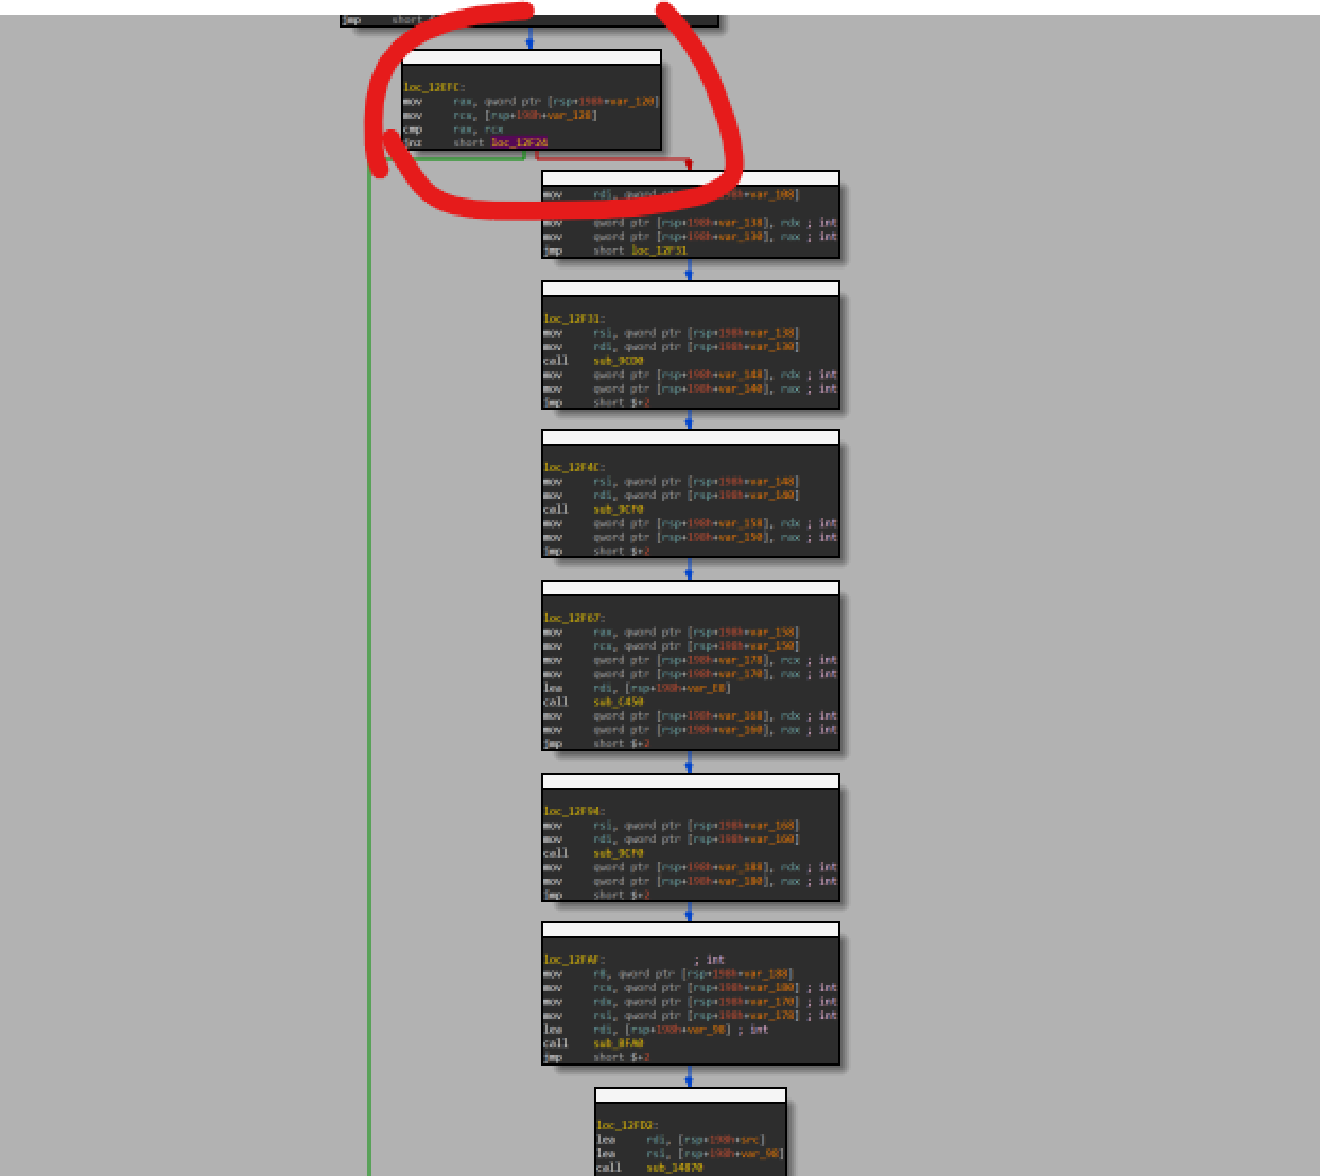 jmp short
loc_12EFC:
mov rax, qword ptr [rsp+198h+var_120]
mov rcx, [rsp+198h+var_128]
cmp rax, rcx
jnz short loc_12F24
mov rdi, qword ptr [rsp+198h+var_108]
mov qword ptr [rsp+198h+var_138], rdx ; int
mov qword ptr [rsp+198h+var_130], rax ; int
jmp short loc_12F31
loc_12F31:
mov rsi, qword ptr [rsp+198h+var_138]
mov rdi, qword ptr [rsp+198h+var_130]
call sub_9CD0
mov qword ptr [rsp+198h+var_148], rdx ; int
mov qword ptr [rsp+198h+var_140], rax ; int
jmp short $+2
loc_12F4C:
mov rsi, qword ptr [rsp+198h+var_148]
mov rdi, qword ptr [rsp+198h+var_140]
call sub_9CF0
mov qword ptr [rsp+198h+var_158], rdx ; int
mov qword ptr [rsp+198h+var_150], rax ; int
jmp short $+2
loc_12F67:
mov rax, qword ptr [rsp+198h+var_158]
mov rcx, qword ptr [rsp+198h+var_150]
mov qword ptr [rsp+198h+var_178], rcx ; int
mov qword ptr [rsp+198h+var_170], rax ; int
lea rdi, [rsp+198h+var_E8]
call sub_C450
mov qword ptr [rsp+198h+var_168], rdx ; int
mov qword ptr [rsp+198h+var_160], rax ; int
jmp short $+2
loc_12F94:
mov rsi, qword ptr [rsp+198h+var_168]
mov rdi, qword ptr [rsp+198h+var_160]
call sub_9CF0
mov qword ptr [rsp+198h+var_188], rdx ; int
mov qword ptr [rsp+198h+var_180], rax ; int
jmp short $+2
loc_12FAF: ; int
mov r8, qword ptr [rsp+198h+var_188]
mov rcx, qword ptr [rsp+198h+var_180] ; int
mov rdx, qword ptr [rsp+198h+var_170] ; int
mov rsi, qword ptr [rsp+198h+var_178] ; int
lea rdi, [rsp+198h+var_98] ; int
call sub_8FA0
jmp short $+2
loc_12FD2:
lea rdi, [rsp+198h+src]
lea rsi, [rsp+198h+var_98]
call sub_14870